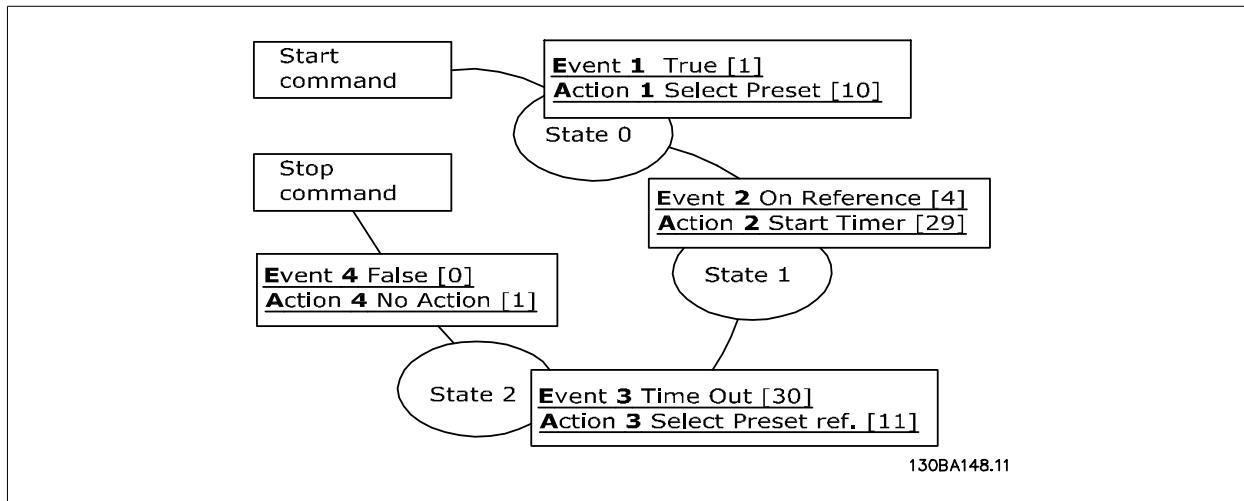 Start
command
Event 1 True [1]
Action 1 Select Preset [10]
State 0
Stop
command
Event 2 On Reference [4]
Action 2 Start Timer [29]
State 1
Event 4 False [0]
Action 4 No Action [1]
State 2
Event 3 Time Out [30]
Action 3 Select Preset ref. [11]
130BA148.11